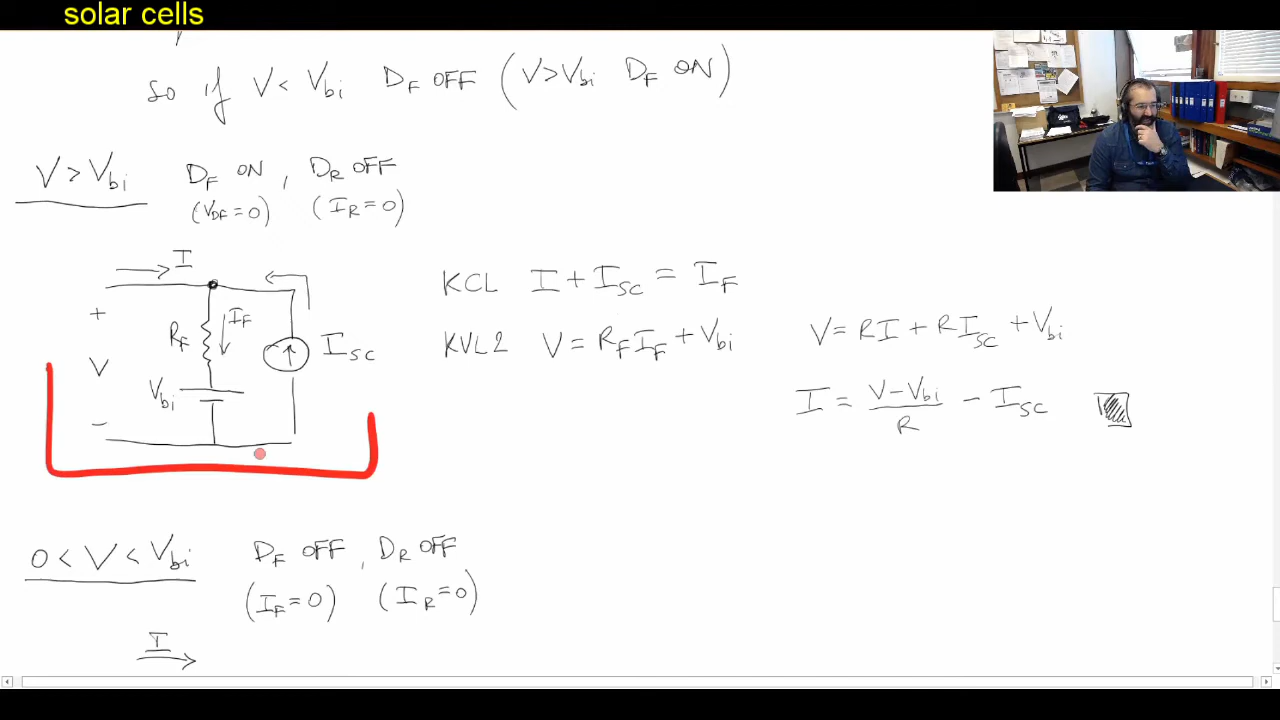 solar cells
so if V < Vbi DF OFF (V>Vbi DF ON)
V > Vbi DF ON , DR OFF
(VDF = 0) (IR = 0)
I
+
RF IF
V
Vbi
-
ISC
KCL I + ISC = IF
KVL2 V = RF IF + Vbi
V = RI + RISC + Vbi
I = V-Vbi / R - ISC
0 < V < Vbi DF OFF , DR OFF
(IF = 0) (IR = 0)
I